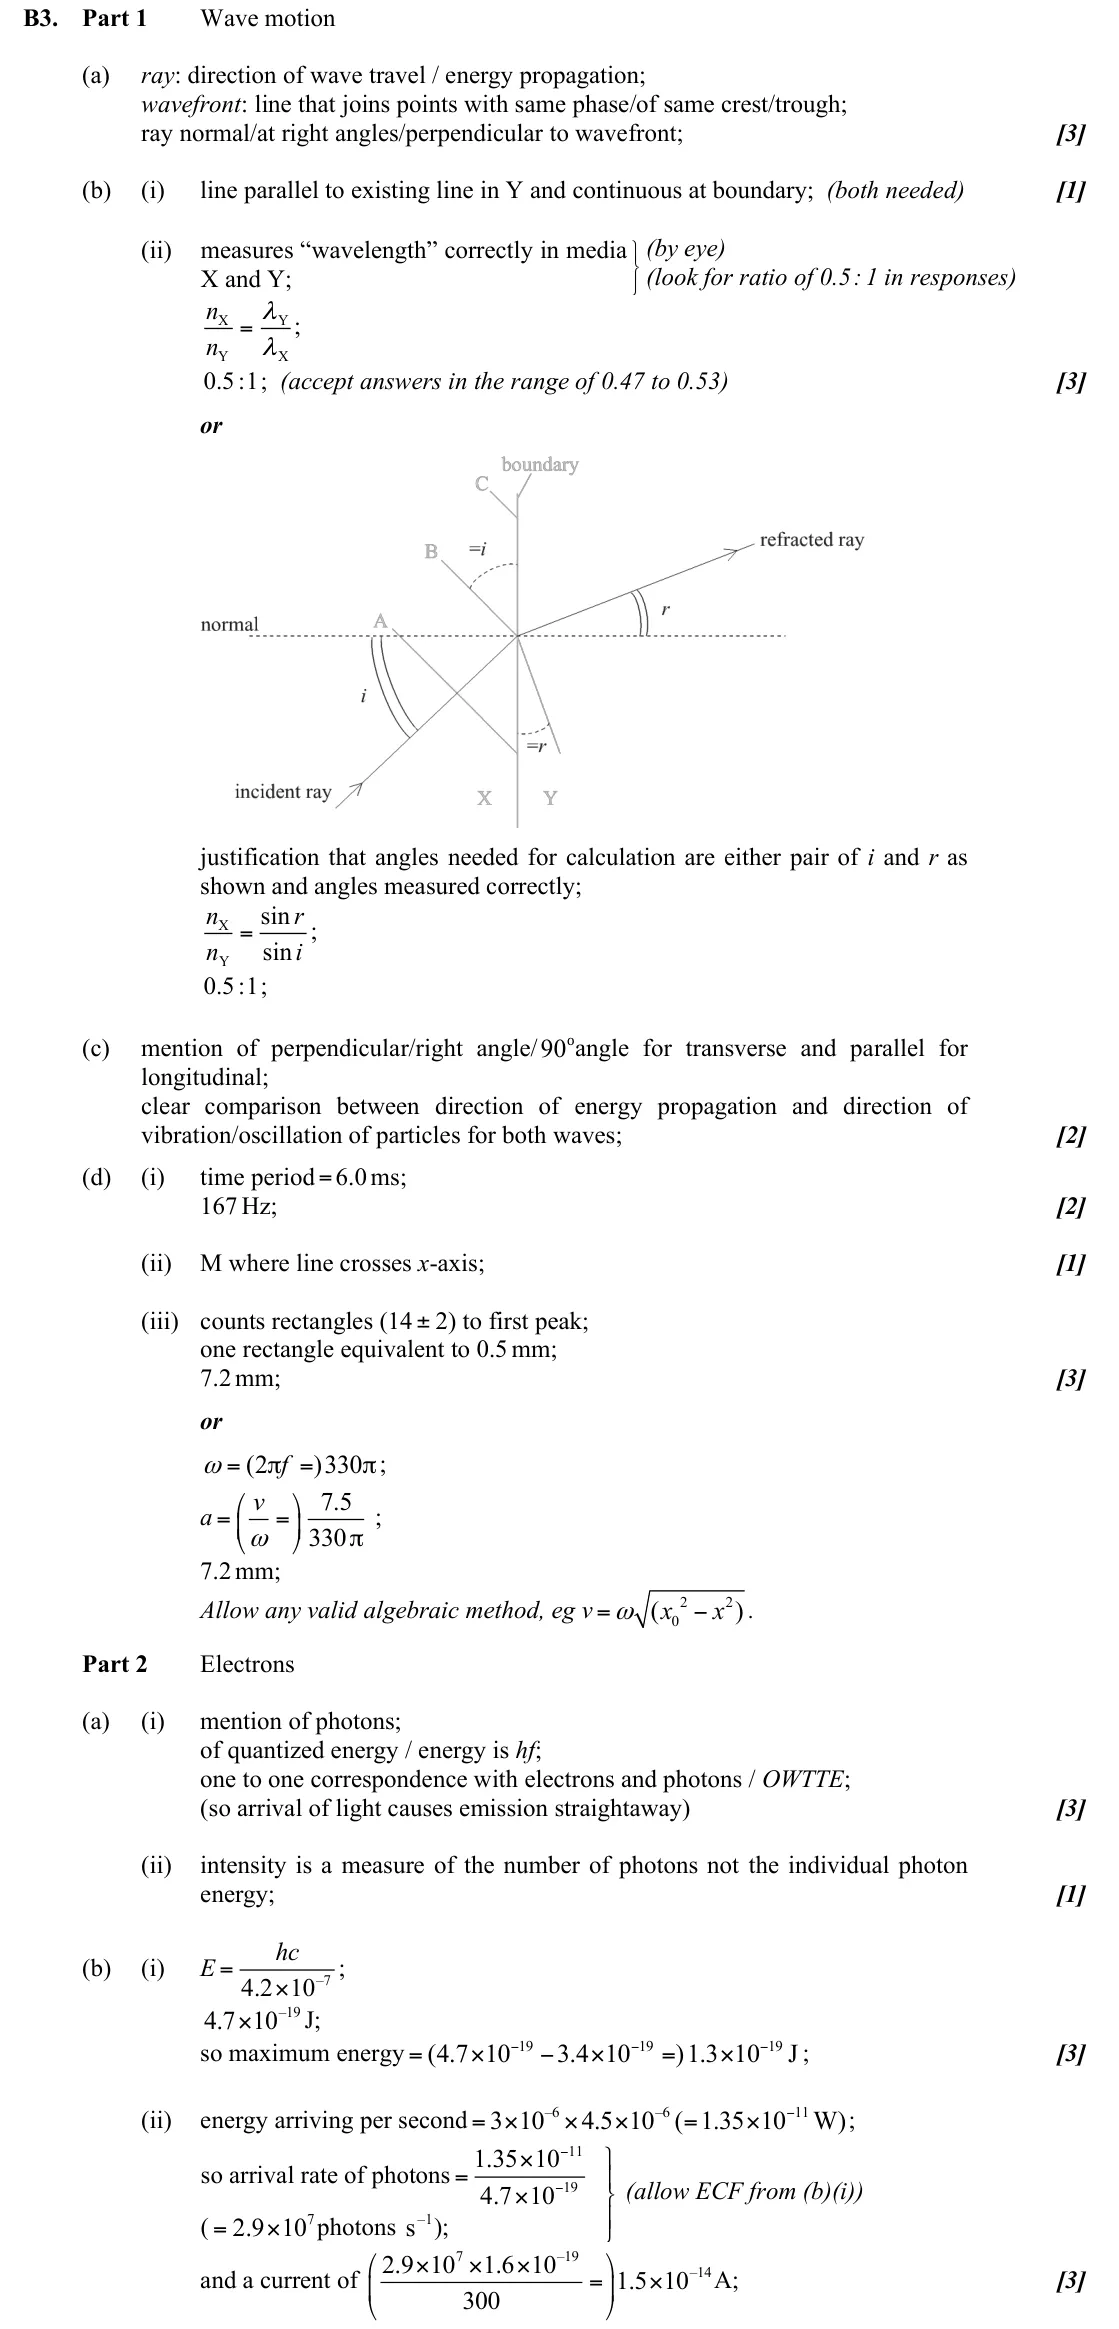 B3. Part 1 Wave motion
(a) ray: direction of wave travel / energy propagation;
wavefront: line that joins points with same phase/of same crest/trough;
ray normal/at right angles/perpendicular to wavefront; [3]
(b) (i) line parallel to existing line in Y and continuous at boundary; (both needed) [1]
(ii) measures “wavelength” correctly in media } (by eye)
X and Y; (look for ratio of 0.5 : 1 in responses)
n_X / n_Y = λ_Y / λ_X ;
0.5 :1 ; (accept answers in the range of 0.47 to 0.53) [3]
or
boundary
C
refracted ray
B =i
r
normal
A
i
=r
incident ray
X Y
justification that angles needed for calculation are either pair of i and r as
shown and angles measured correctly;
n_X / n_Y = sin r / sin i ;
0.5 :1 ;
(c) mention of perpendicular/right angle/90°angle for transverse and parallel for
longitudinal;
clear comparison between direction of energy propagation and direction of
vibration/oscillation of particles for both waves; [2]
(d) (i) time period = 6.0 ms;
167 Hz; [2]
(ii) M where line crosses x-axis; [1]
(iii) counts rectangles (14 ± 2) to first peak;
one rectangle equivalent to 0.5 mm;
7.2 mm; [3]
or
ω = (2πf =)330π ;
a = (v/ω =) 7.5 / 330π ;
7.2 mm;
Allow any valid algebraic method, eg v = ω√(x₀² − x²) .
Part 2 Electrons
(a) (i) mention of photons;
of quantized energy / energy is hf;
one to one correspondence with electrons and photons / OWTTE;
(so arrival of light causes emission straightaway) [3]
(ii) intensity is a measure of the number of photons not the individual photon
energy; [1]
(b) (i) E = hc / 4.2×10⁻⁷ ;
4.7×10⁻¹⁹ J;
so maximum energy = (4.7×10⁻¹⁹ − 3.4×10⁻¹⁹ =) 1.3×10⁻¹⁹ J ; [3]
(ii) energy arriving per second = 3×10⁻⁶ × 4.5×10⁻⁶ (= 1.35×10⁻¹¹ W) ;
so arrival rate of photons = 1.35×10⁻¹¹ / 4.7×10⁻¹⁹ } (allow ECF from (b)(i))
( = 2.9×10⁷ photons s⁻¹);
and a current of (2.9×10⁷ ×1.6×10⁻¹⁹ / 300 =) 1.5×10⁻¹⁴ A; [3]